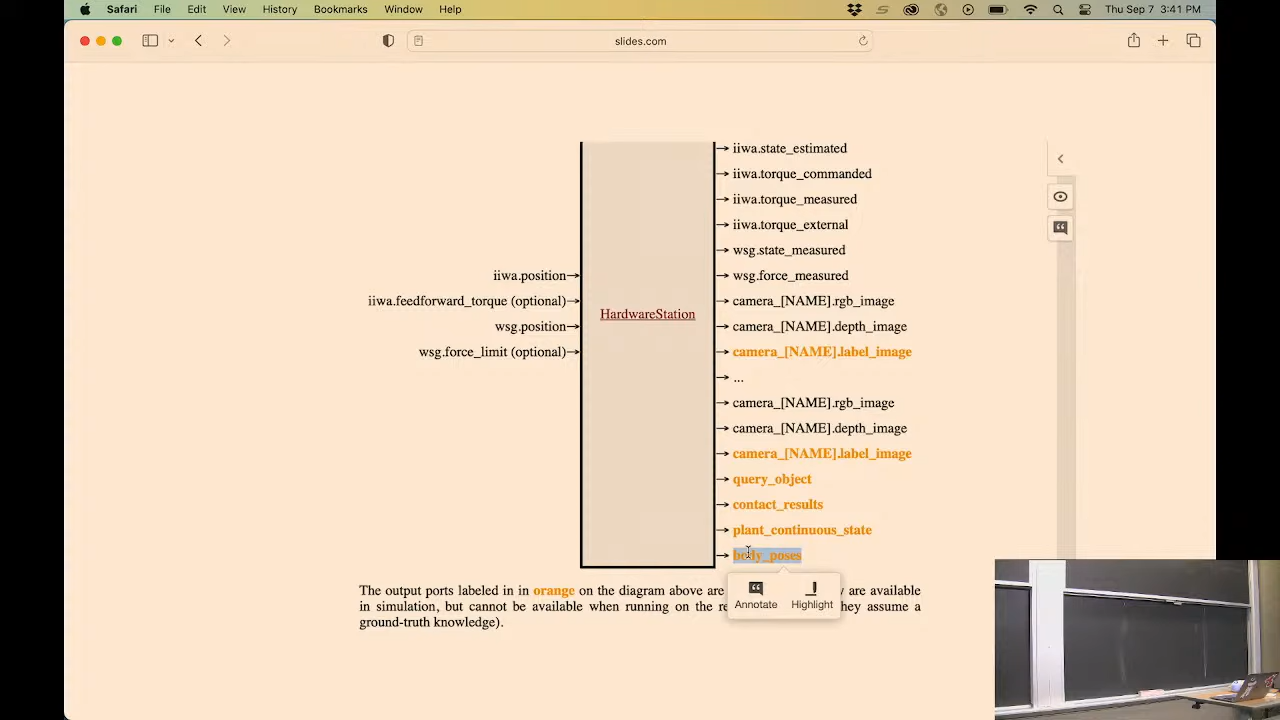 Safari File Edit View History Bookmarks Window Help Thu Sep 7 3:41 PM
slides.com
iiwa.state_estimated
iiwa.torque_commanded
iiwa.torque_measured
iiwa.torque_external
wsg.state_measured
iiwa.position
wsg.force_measured
iiwa.feedforward_torque (optional)
camera_[NAME].rgb_image
HardwareStation
wsg.position
camera_[NAME].depth_image
wsg.force_limit (optional)
camera_[NAME].label_image
...
camera_[NAME].rgb_image
camera_[NAME].depth_image
camera_[NAME].label_image
query_object
contact_results
plant_continuous_state
body_poses
The output ports labeled in in orange on the diagram above are are available
in simulation, but cannot be available when running on the re hey assume a
ground-truth knowledge).
Annotate Highlight